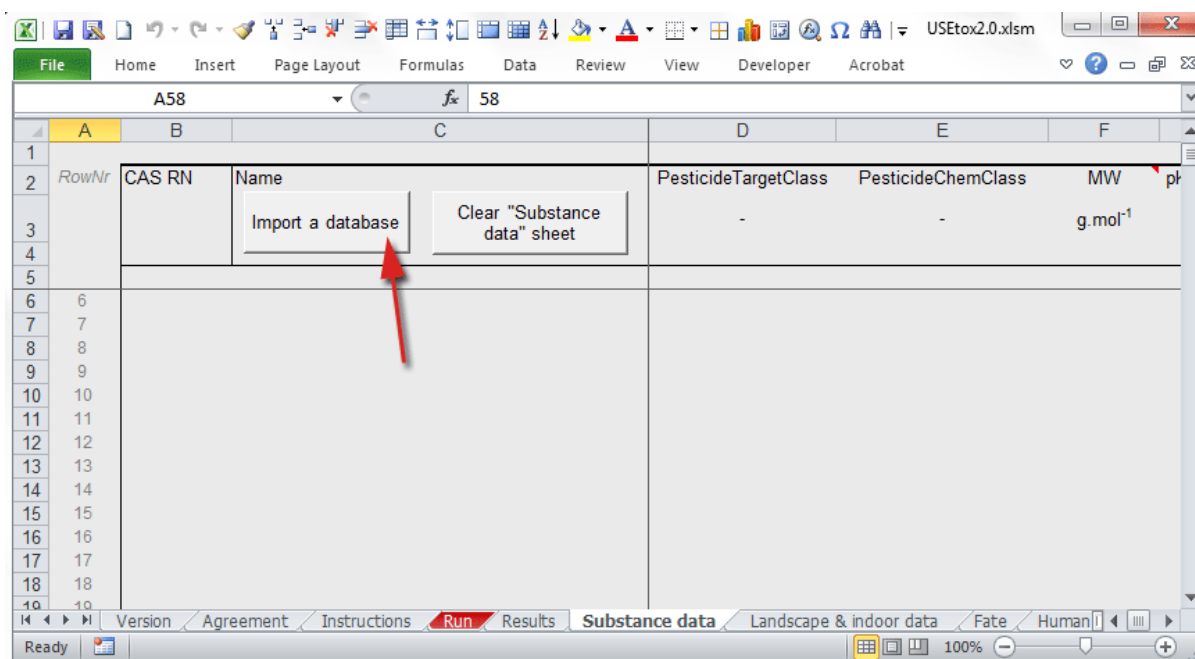 USEtox2.0.xlsm
File Home Insert Page Layout Formulas Data Review View Developer Acrobat
A58 fx 58
A B C D E F
1
2 RowNr CAS RN Name PesticideTargetClass PesticideChemClass MW
Import a database Clear "Substance
data" sheet
3 - - g.mol-1
4
5
6 6
7 7
8 8
9 9
10 10
11 11
12 12
13 13
14 14
15 15
16 16
17 17
18 18
19 19
Version Agreement Instructions Run Results Substance data Landscape & indoor data Fate Human
Ready 100%